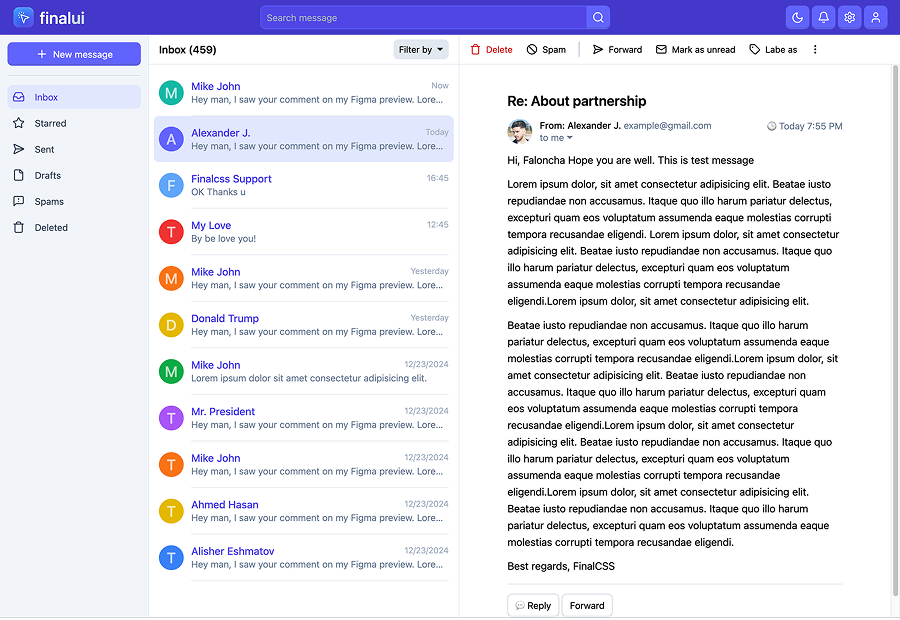 finalui
Search message
New message
Inbox
Starred
Sent
Drafts
Spams
Deleted
Inbox (459)
Filter by
M
Mike John
Now
Hey man, I saw your comment on my Figma preview. Lore...
A
Alexander J.
Today
Hey man, I saw your comment on my Figma preview. Lore...
F
Finalcss Support
16:45
OK Thanks u
T
My Love
12:45
By be love you!
M
Mike John
Yesterday
Hey man, I saw your comment on my Figma preview. Lore...
D
Donald Trump
Yesterday
Hey man, I saw your comment on my Figma preview. Lore...
M
Mike John
12/23/2024
Lorem ipsum dolor sit amet consectetur adipisicing elit.
T
Mr. President
12/23/2024
Hey man, I saw your comment on my Figma preview. Lore...
T
Mike John
12/23/2024
Hey man, I saw your comment on my Figma preview. Lore...
T
Ahmed Hasan
12/23/2024
Hey man, I saw your comment on my Figma preview. Lore...
T
Alisher Eshmatov
12/23/2024
Hey man, I saw your comment on my Figma preview. Lore...
Delete
Spam
Forward
Mark as unread
Labe as
Re: About partnership
From: Alexander J. example@gmail.com
Today 7:55 PM
to me
Hi, Faloncha Hope you are well. This is test message
Lorem ipsum dolor, sit amet consectetur adipisicing elit. Beatae iusto
repudiandae non accusamus. Itaque quo illo harum pariatur delectus,
excepturi quam eos voluptatum assumenda eaque molestias corrupti
tempora recusandae eligendi. Lorem ipsum dolor, sit amet consectetur
adipisicing elit. Beatae iusto repudiandae non accusamus. Itaque quo
illo harum pariatur delectus, excepturi quam eos voluptatum
assumenda eaque molestias corrupti tempora recusandae
eligendi.Lorem ipsum dolor, sit amet consectetur adipisicing elit.
Beatae iusto repudiandae non accusamus. Itaque quo illo harum
pariatur delectus, excepturi quam eos voluptatum assumenda eaque
molestias corrupti tempora recusandae eligendi.Lorem ipsum dolor, sit
amet consectetur adipisicing elit. Beatae iusto repudiandae non
accusamus. Itaque quo illo harum pariatur delectus, excepturi quam
eos voluptatum assumenda eaque molestias corrupti tempora
recusandae eligendi.Lorem ipsum dolor, sit amet consectetur
adipisicing elit. Beatae iusto repudiandae non accusamus. Itaque quo
illo harum pariatur delectus, excepturi quam eos voluptatum
assumenda eaque molestias corrupti tempora recusandae
eligendi.Lorem ipsum dolor, sit amet consectetur adipisicing elit.
Beatae iusto repudiandae non accusamus. Itaque quo illo harum
pariatur delectus, excepturi quam eos voluptatum assumenda eaque
molestias corrupti tempora recusandae eligendi.
Best regards, FinalCSS
Reply
Forward